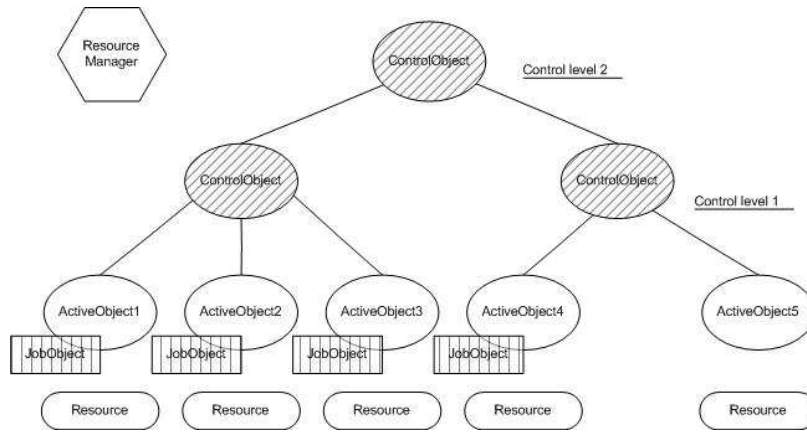 Resource
Manager
ControlObject
Control level 2
ControlObject
ControlObject
Control level 1
ActiveObject1
ActiveObject2
ActiveObject3
ActiveObject4
ActiveObject5
JobObject
JobObject
JobObject
JobObject
Resource
Resource
Resource
Resource
Resource